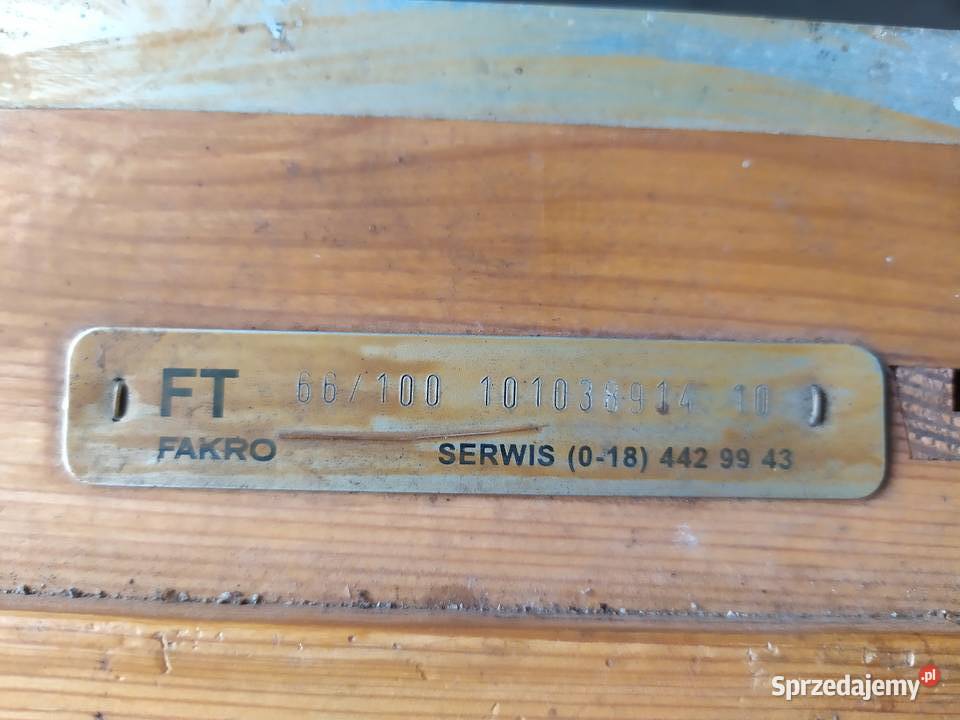 FT 66/100 101038914 10
FAKRO SERWIS (0-18) 442 99 43
Sprzedajemy.pl